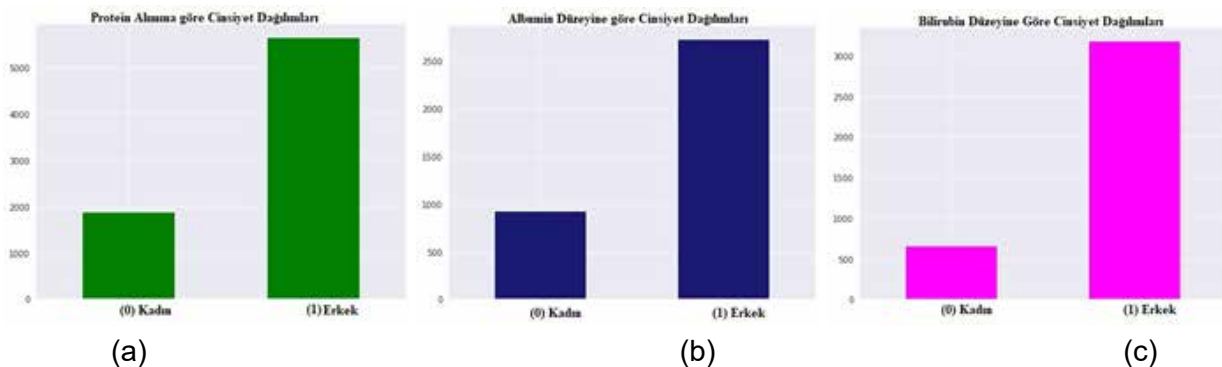 Protein Alımına göre Cinsiyet Dağılımları
5000
4000
3000
2000
1000
0
(0) Kadın
(1) Erkek
(a)
Albumin Düzeyine göre Cinsiyet Dağılımları
2500
2000
1500
1000
500
0
(0) Kadın
(1) Erkek
(b)
Bilirubin Düzeyine Göre Cinsiyet Dağılımları
3000
2500
2000
1500
1000
500
0
(0) Kadın
(1) Erkek
(c)